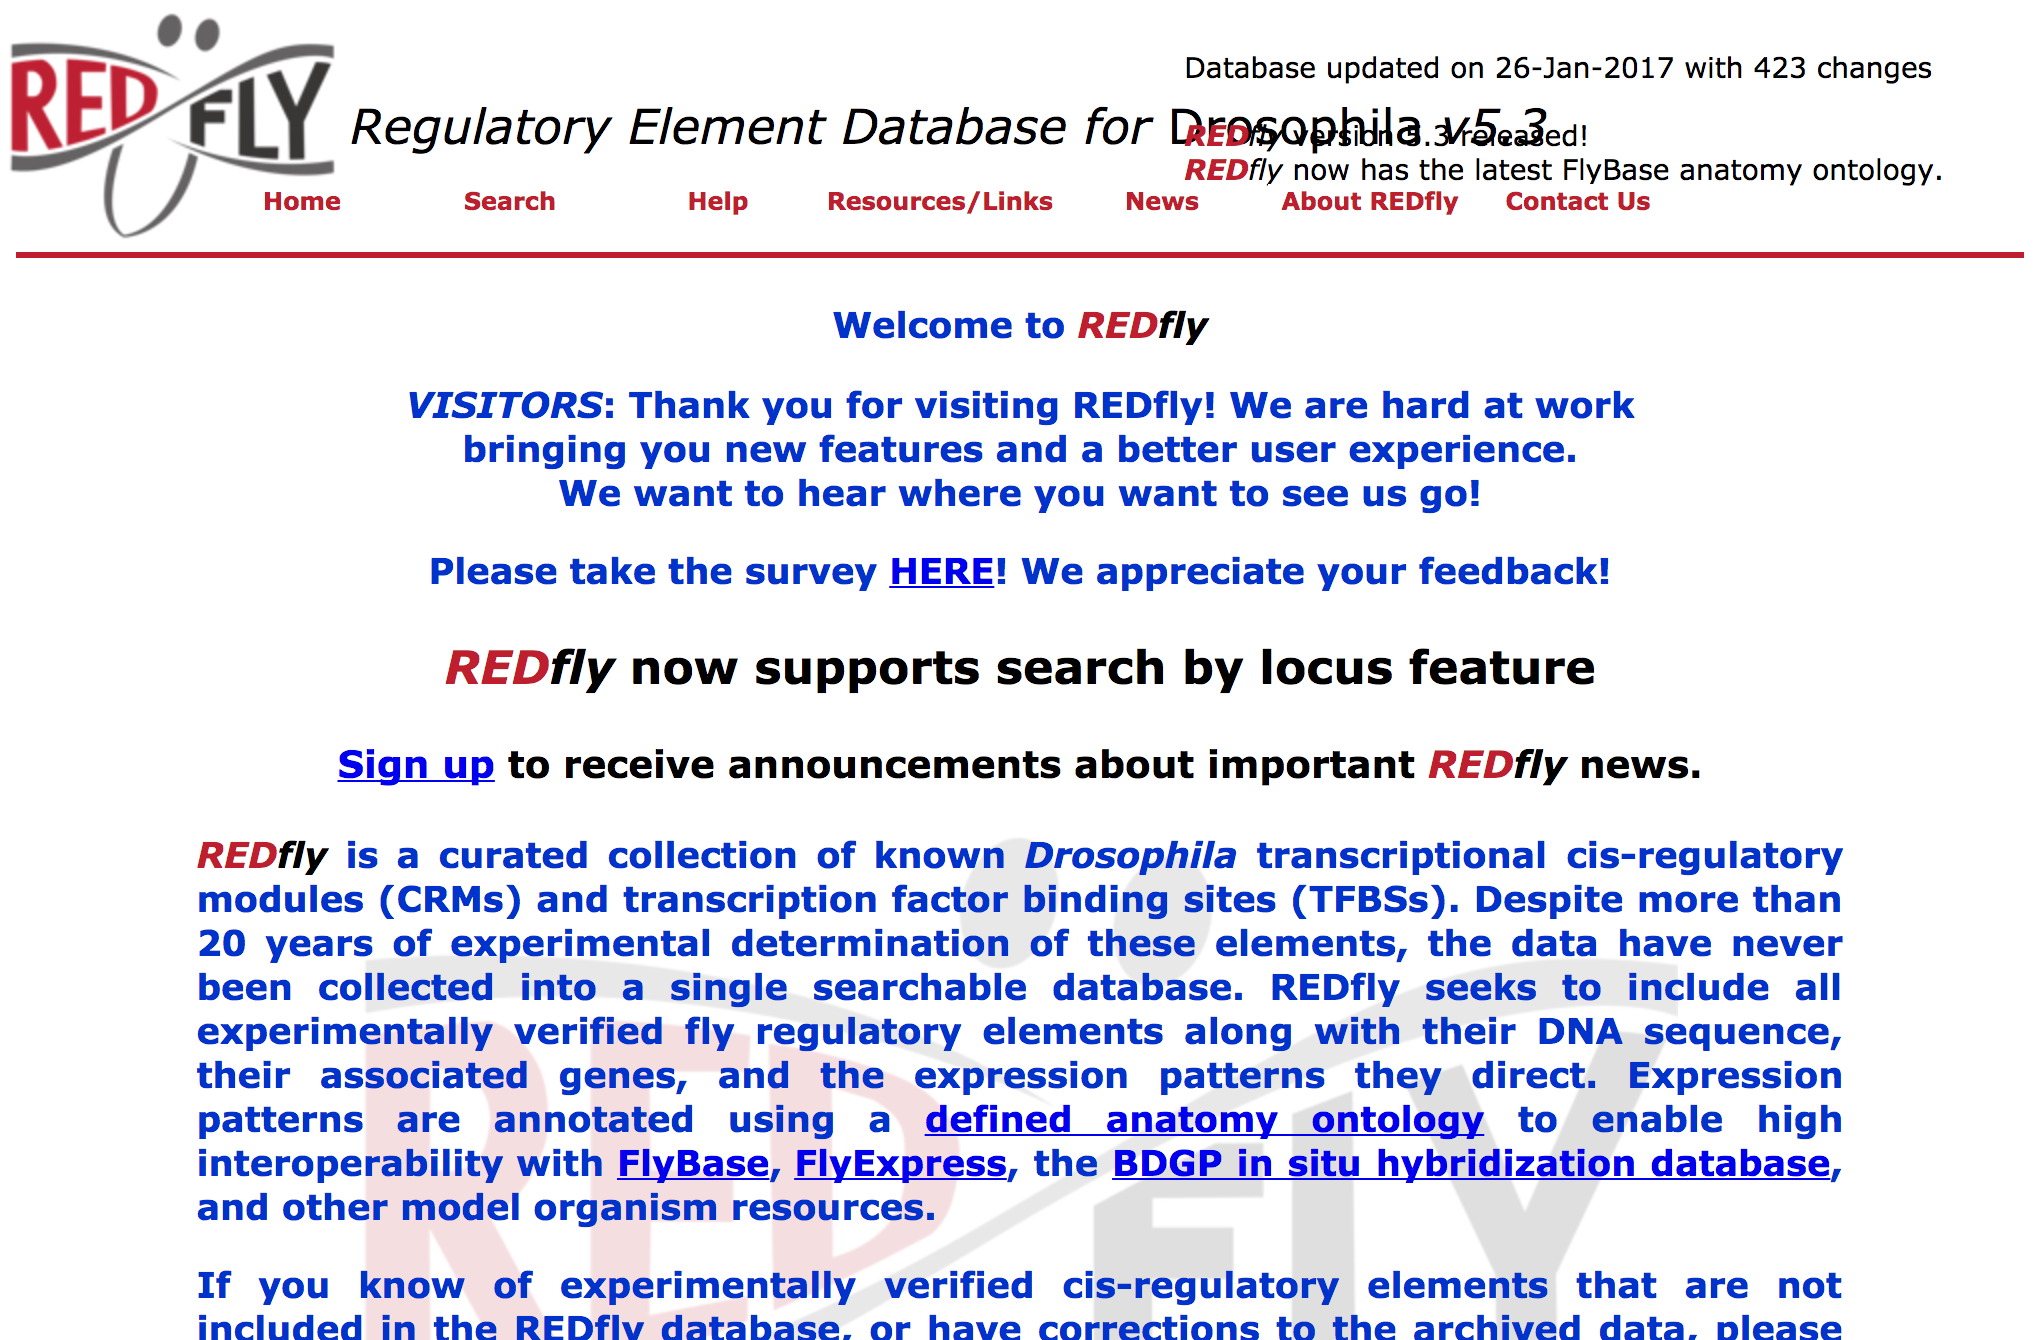 RED FLY
Database updated on 26-Jan-2017 with 423 changes
Regulatory Element Database for Drosophila v5.3
REDfly version 5.3 released!
REDfly now has the latest FlyBase anatomy ontology.
Home Search Help Resources/Links News About REDfly Contact Us
Welcome to REDfly
VISITORS: Thank you for visiting REDfly! We are hard at work
bringing you new features and a better user experience.
We want to hear where you want to see us go!
Please take the survey HERE! We appreciate your feedback!
REDfly now supports search by locus feature
Sign up to receive announcements about important REDfly news.
REDfly is a curated collection of known Drosophila transcriptional cis-regulatory
modules (CRMs) and transcription factor binding sites (TFBSs). Despite more than
20 years of experimental determination of these elements, the data have never
been collected into a single searchable database. REDfly seeks to include all
experimentally verified fly regulatory elements along with their DNA sequence,
their associated genes, and the expression patterns they direct. Expression
patterns are annotated using a defined anatomy ontology to enable high
interoperability with FlyBase, FlyExpress, the BDGP in situ hybridization database,
and other model organism resources.
If you know of experimentally verified cis-regulatory elements that are not
included in the REDfly database, or have corrections to the archived data, please
RED FLY